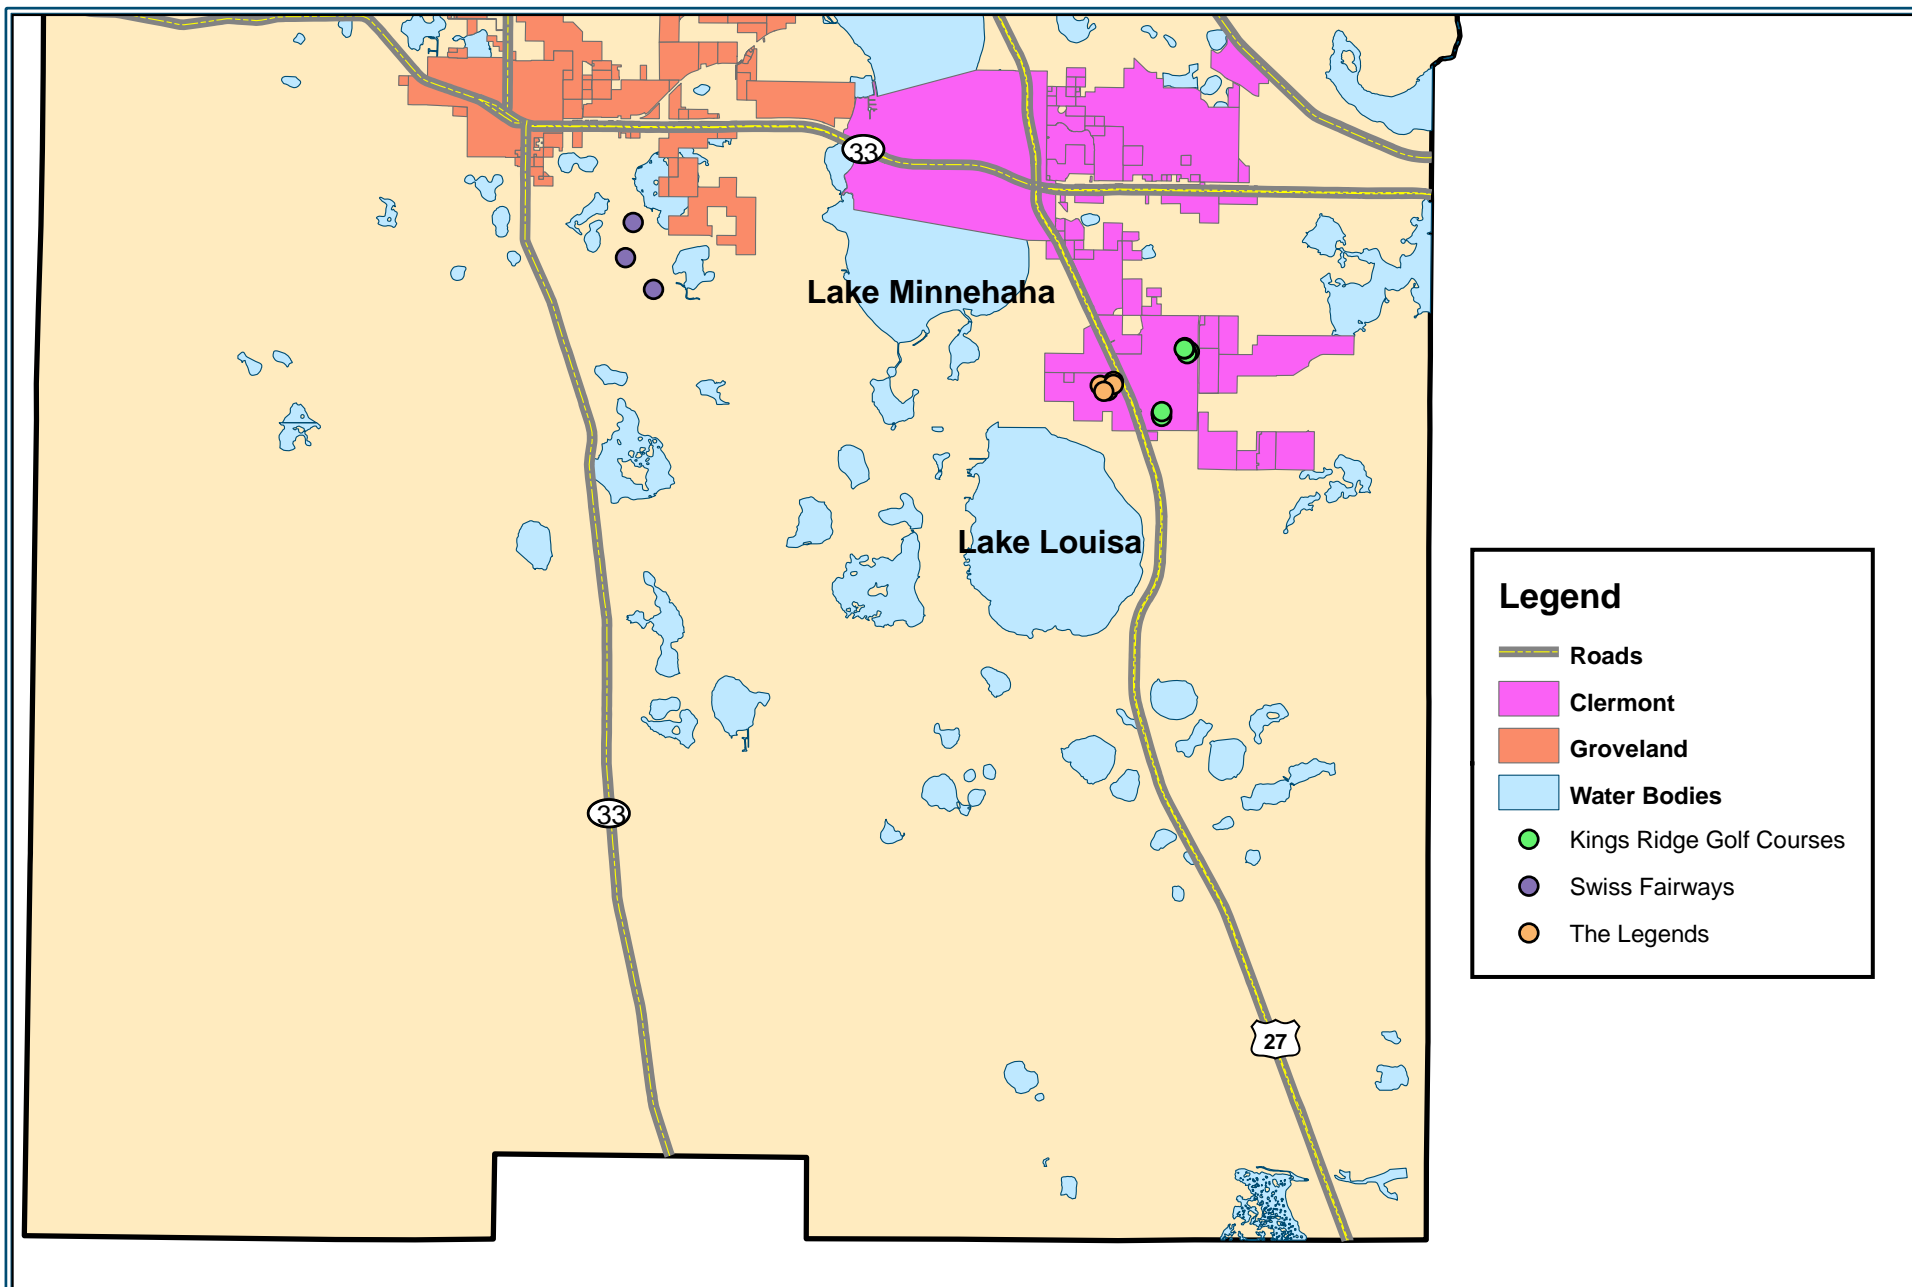 33
Lake Minnehaha
Lake Louisa
33
27
Legend
Roads
Clermont
Groveland
Water Bodies
Kings Ridge Golf Courses
Swiss Fairways
The Legends